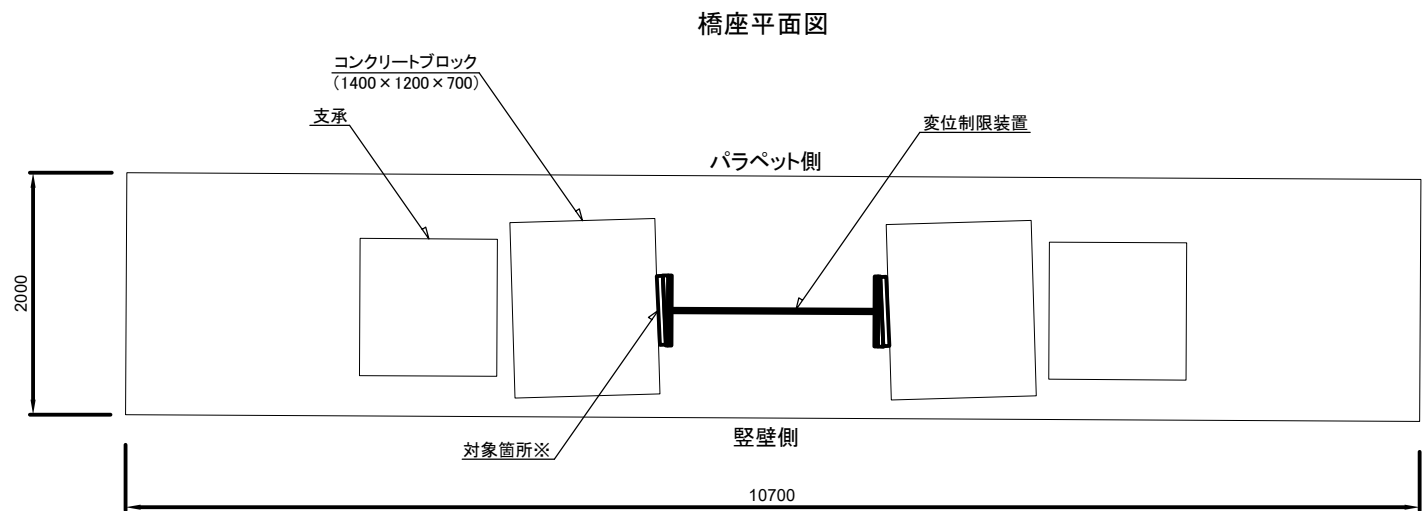 橋座平面図
コンクリートブロック
（1400×1200×700）
支承
変位制限装置
パラペット側
2000
対象箇所※
竪壁側
10700